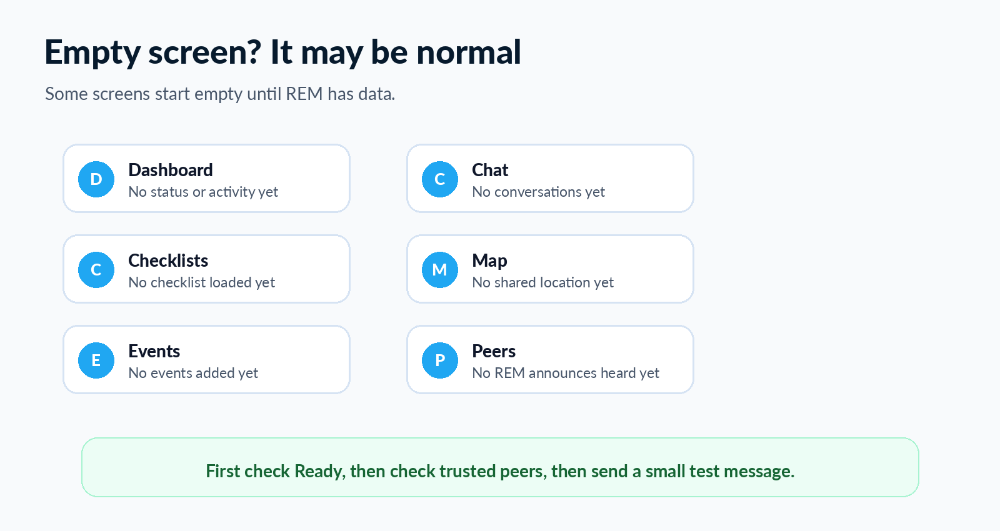 Empty screen? It may be normal
Some screens start empty until REM has data.
D
Dashboard
No status or activity yet
C
Chat
No conversations yet
C
Checklists
No checklist loaded yet
M
Map
No shared location yet
E
Events
No events added yet
P
Peers
No REM announces heard yet
First check Ready, then check trusted peers, then send a small test message.